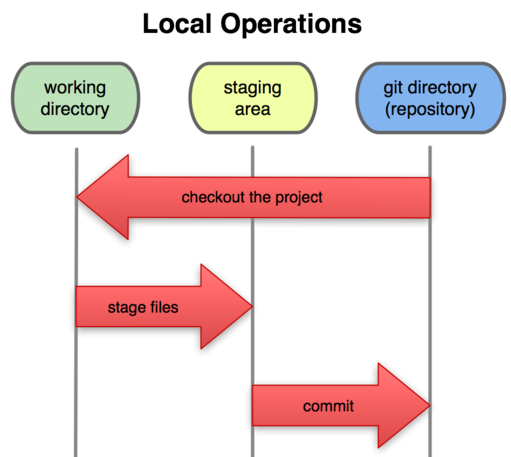 Local Operations
working
directory
staging
area
git directory
(repository)
checkout the project
stage files
commit